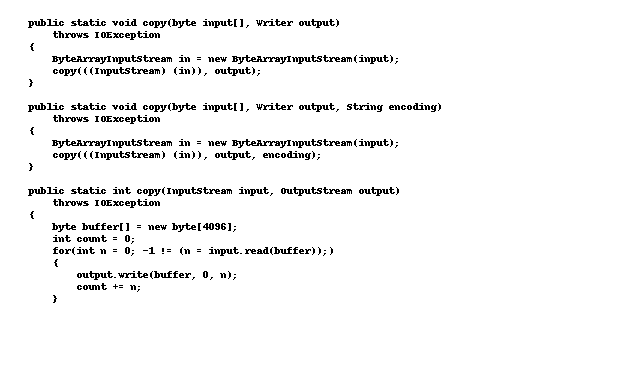 public static void copy(byte input[], Writer output)
    throws IOException
{
    ByteArrayInputStream in = new ByteArrayInputStream(input);
    copy(((InputStream) (in)), output);
}

public static void copy(byte input[], Writer output, String encoding)
    throws IOException
{
    ByteArrayInputStream in = new ByteArrayInputStream(input);
    copy(((InputStream) (in)), output, encoding);
}

public static int copy(InputStream input, OutputStream output)
    throws IOException
{
    byte buffer[] = new byte[4096];
    int count = 0;
    for(int n = 0; -1 != (n = input.read(buffer));)
    {
        output.write(buffer, 0, n);
        count += n;
    }